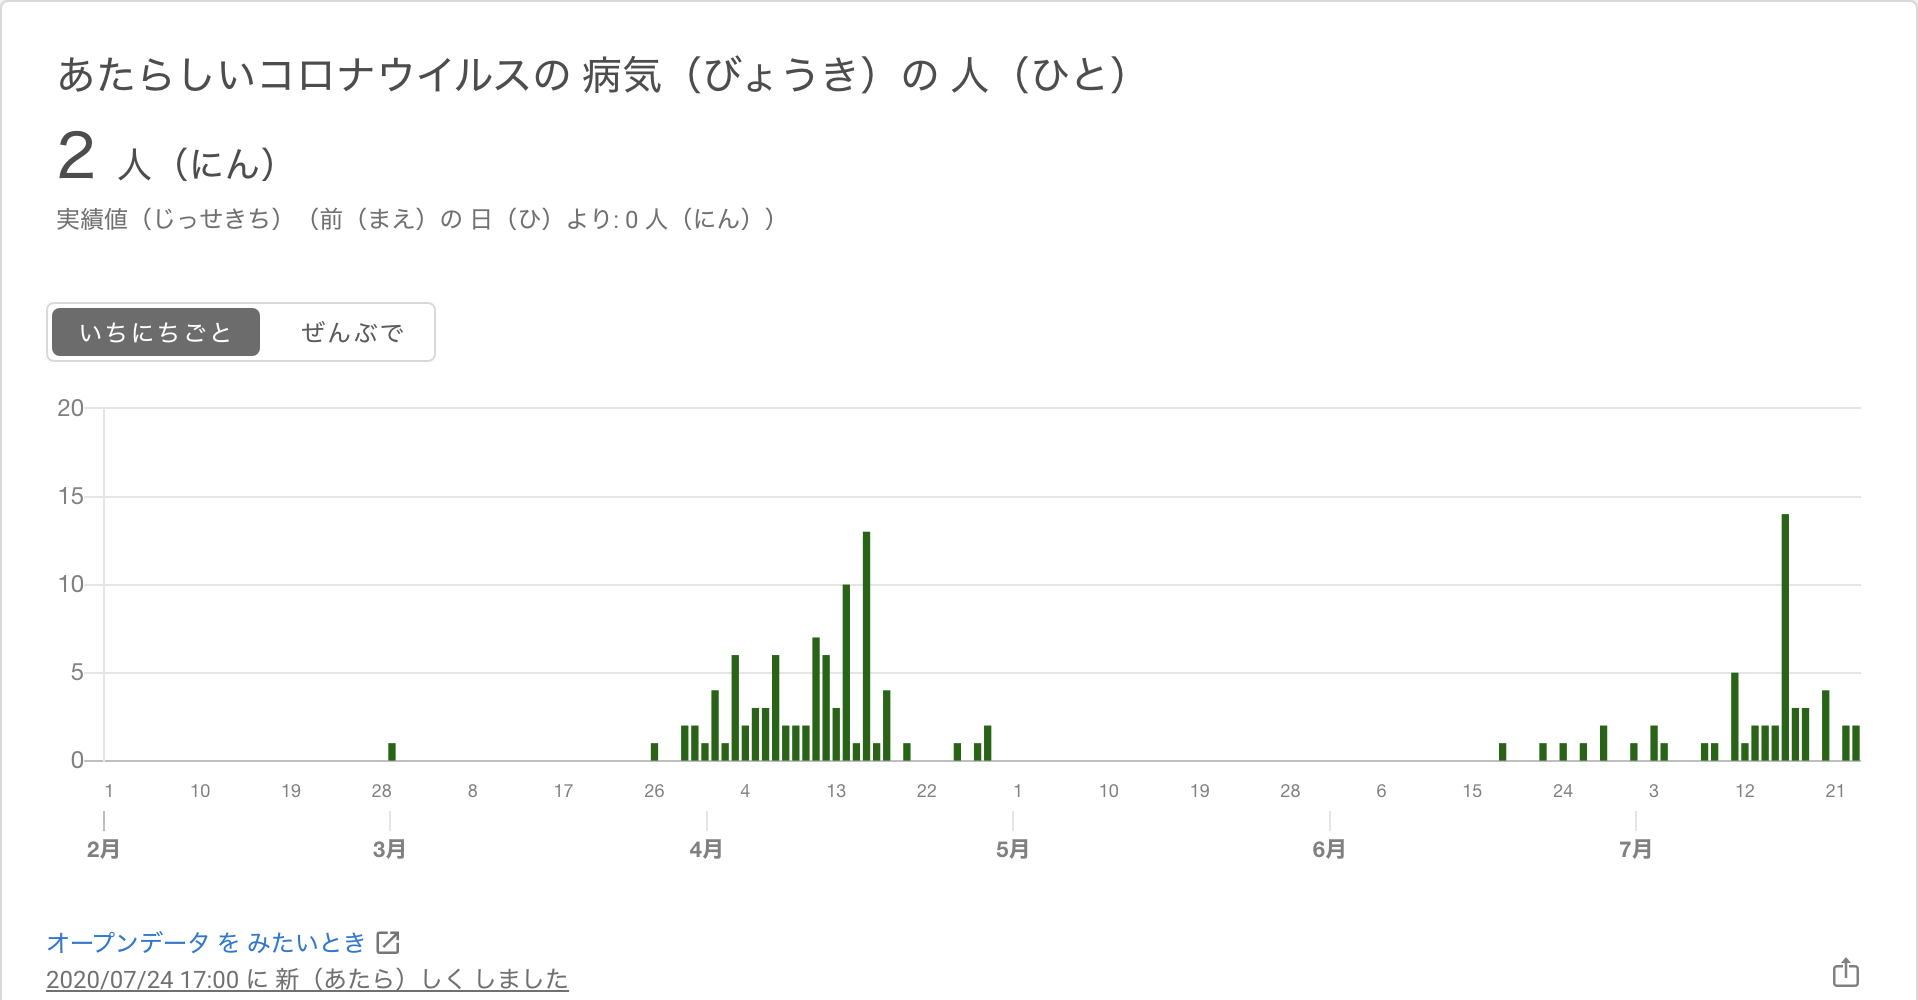 あたらしいコロナウイルスの 病気（びょうき）の 人（ひと）
2 人（にん）
実績値（じっせきち）（前（まえ）の 日（ひ）より: 0 人（にん））
いちにちごと ぜんぶで
20
15
10
5
0
1 10 19 28 8 17 26 4 13 22 1 10 19 28 6 15 24 3 12 21
2月 3月 4月 5月 6月 7月
オープンデータ を みたいとき
2020/07/24 17:00 に 新（あたら）しく しました